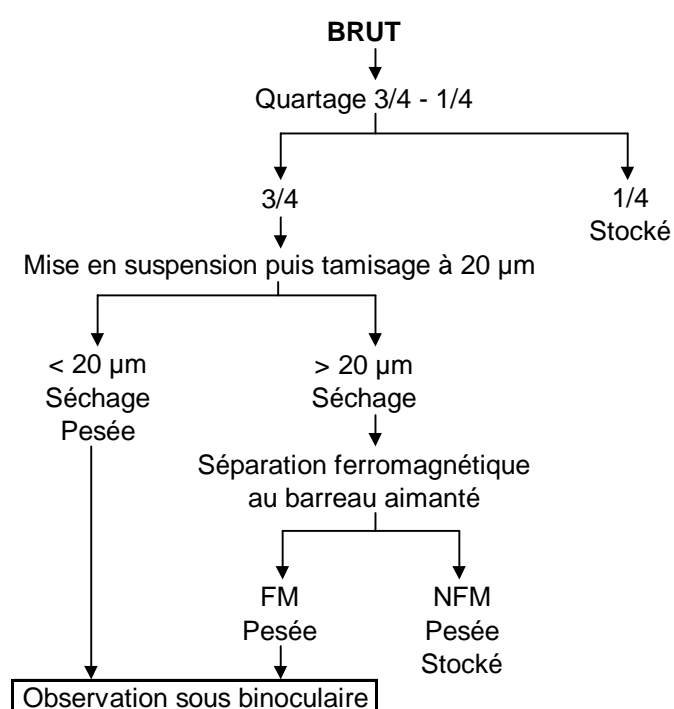 BRUT
Quartage 3/4 - 1/4
3/4
1/4
Stocké
Mise en suspension puis tamisage à 20 µm
< 20 µm
Séchage
Pesée
> 20 µm
Séchage
Séparation ferromagnétique
au barreau aimanté
FM
Pesée
NFM
Pesée
Stocké
Observation sous binoculaire